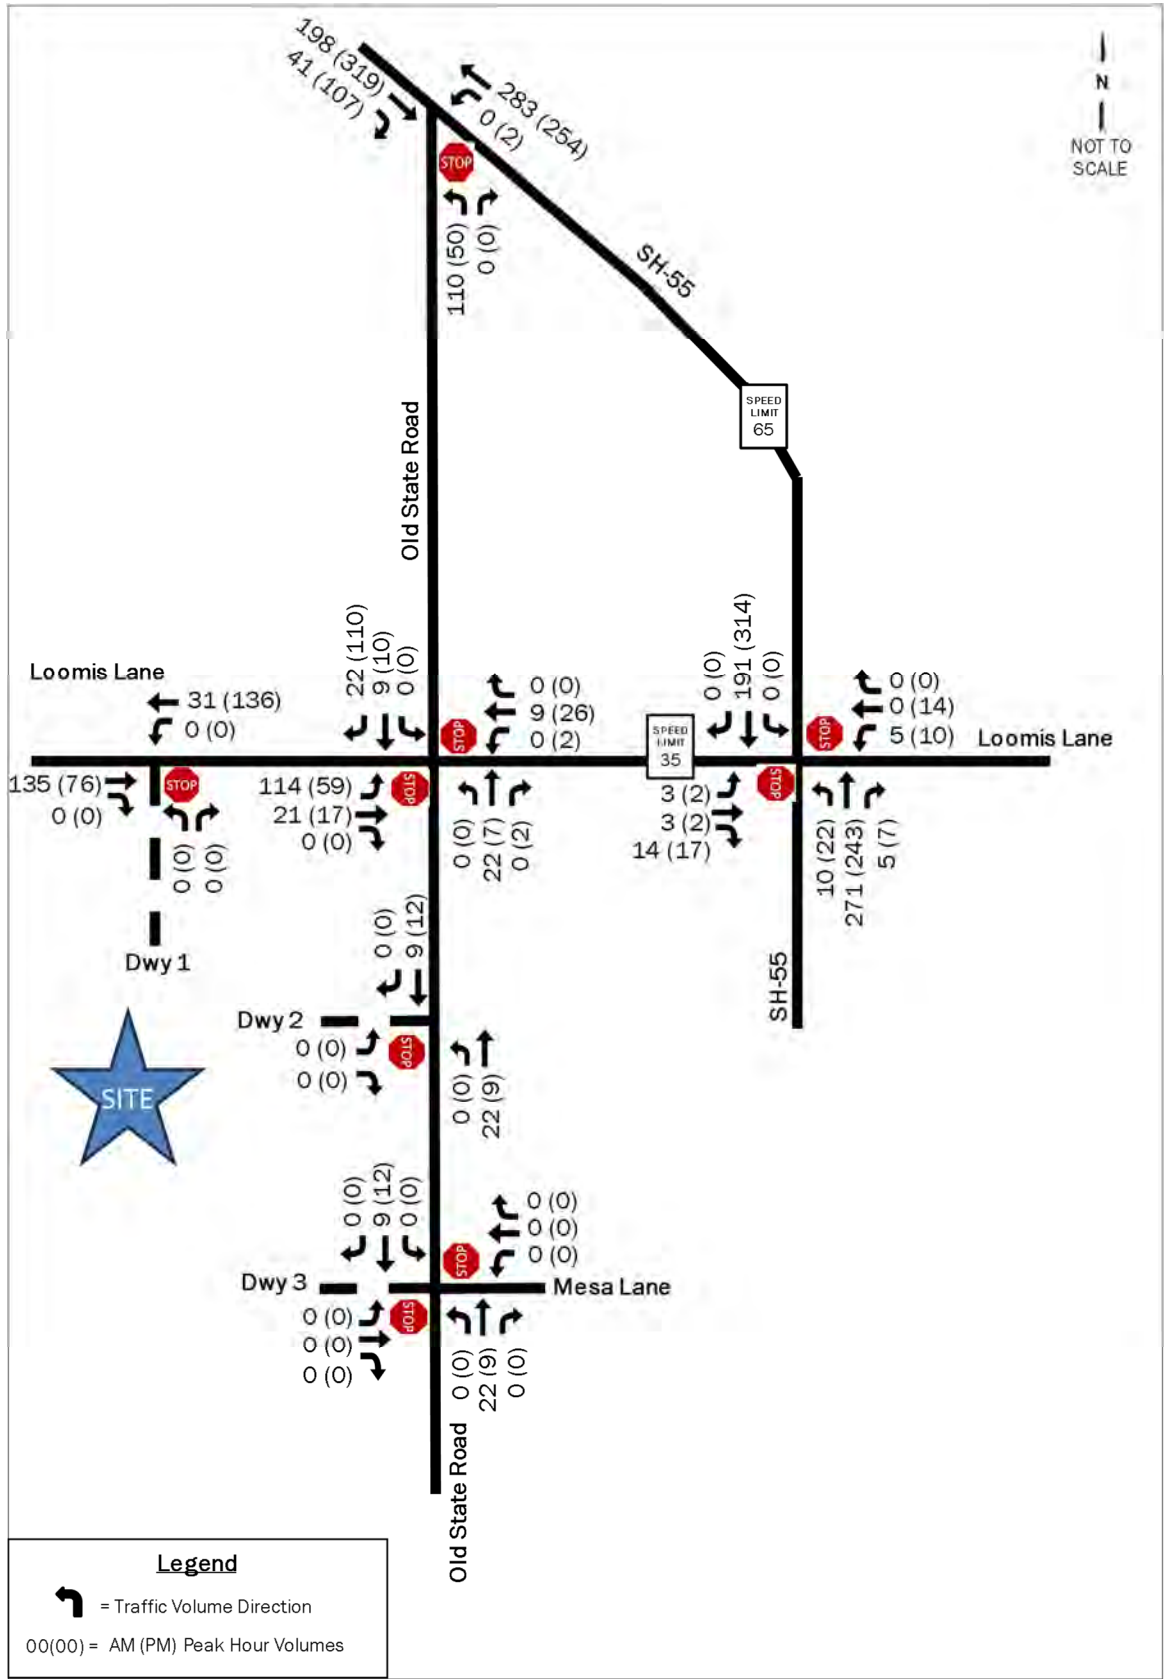 198 (319)
41 (107)
283 (254)
0 (2)
N
NOT TO
SCALE
STOP
110 (50)
0 (0)
SH-55
SPEED
LIMIT
65
Old State Road
22 (110)
9 (10)
0 (0)
0 (0)
191 (314)
0 (0)
Loomis Lane
31 (136)
0 (0)
STOP
0 (0)
9 (26)
0 (2)
SPEED
LIMIT
35
STOP
0 (0)
0 (14)
5 (10)
Loomis Lane
135 (76)
0 (0)
STOP
0 (0)
0 (0)
114 (59)
21 (17)
0 (0)
STOP
0 (0)
22 (7)
0 (2)
3 (2)
3 (2)
14 (17)
STOP
10 (22)
271 (243)
5 (7)
Dwy 1
0 (0)
9 (12)
SH-55
Dwy 2
0 (0)
0 (0)
STOP
0 (0)
22 (9)
SITE
0 (0)
9 (12)
0 (0)
STOP
0 (0)
0 (0)
0 (0)
Dwy 3
Mesa Lane
0 (0)
0 (0)
0 (0)
STOP
0 (0)
22 (9)
0 (0)
Old State Road
Legend
= Traffic Volume Direction
00(00) = AM (PM) Peak Hour Volumes